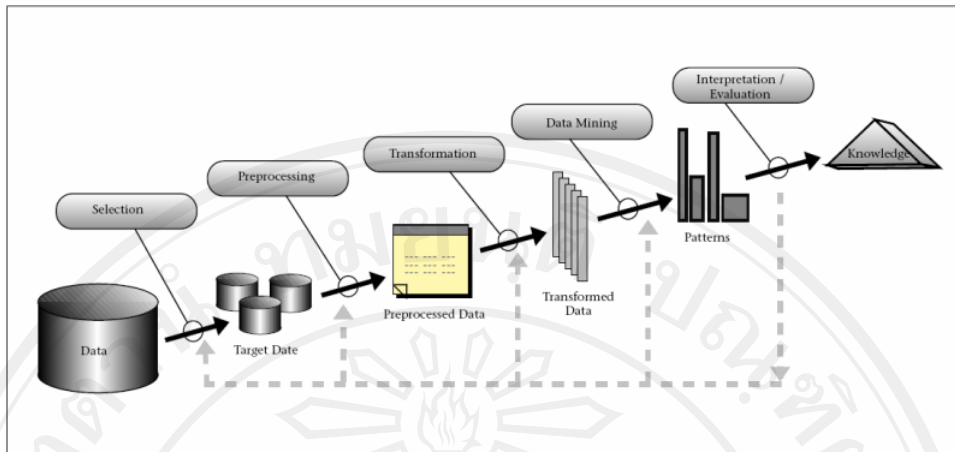 Interpretation /
Evaluation
Data Mining
Transformation
Preprocessing
Selection
Knowledge
Patterns
Transformed
Data
Preprocessed Data
Target Date
Data